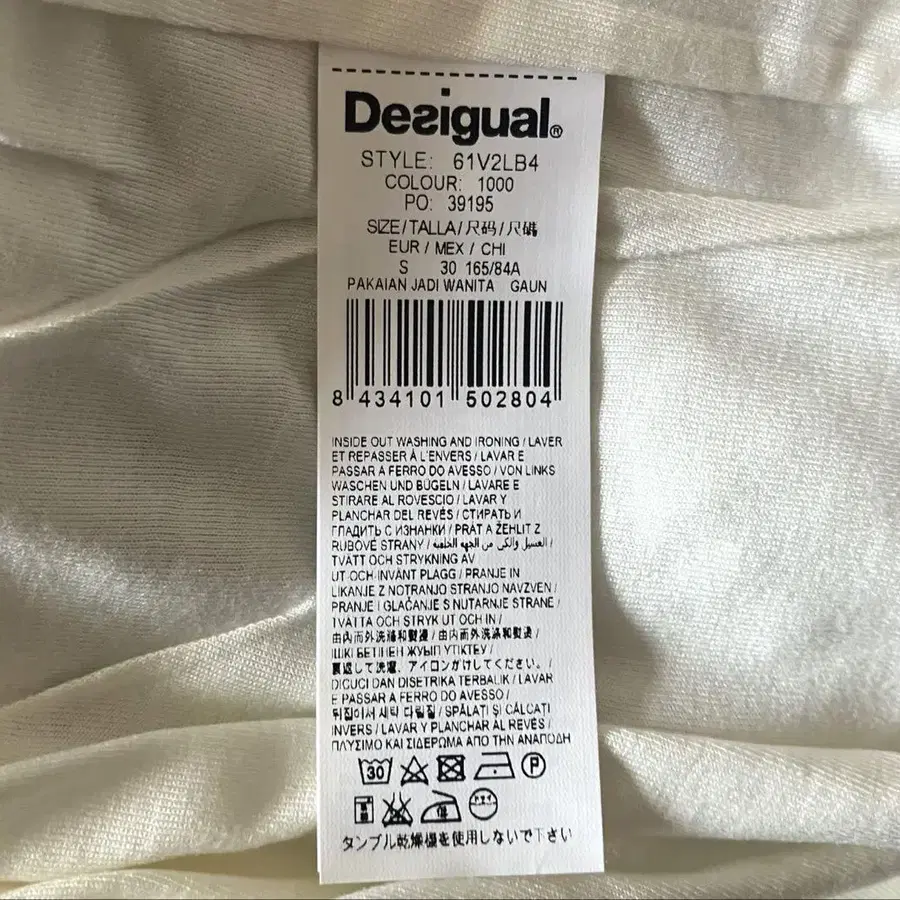 Desigual®
STYLE: 61V2LB4
COLOUR: 1000
PO: 39195
SIZE/TALLA/尺码/尺碼
EUR / MEX / CHI
S 30 165/84A
PAKAIAN JADI WANITA GAUN
8 434101 502804
INSIDE OUT WASHING AND IRONING / LAVER
ET REPASSER À L'ENVERS / LAVAR E
PASSAR A FERRO DO AVESSO / VON LINKS
WASCHEN UND BÜGELN / LAVARE E
STIRARE AL ROVESCIO / LAVAR Y
PLANCHAR DEL REVÉS / СТИРАТЬ И
ГЛАДИТЬ С ИЗНАНКИ / PRÁT A ŽEHLIT Z
RUBOVÉ STRANY / الغسيل والكي من الجهة الخلفية /
TVÄTT OCH STRYKNING AV
UT-OCH-INVÄNT PLAGG / PRANJE IN
LIKANJE Z NOTRANJO STRANJO NAVZVEN /
PRANJE I GLAČANJE S NUTARNJE STRANE /
TVÄTTA OCH STRYK UT OCH IN /
由內而外洗滌和熨燙 / 由内而外洗涤和熨烫 /
ІШКІ БЕТІНЕН ЖУЫП ҮТІКТЕУ /
裏返して洗濯、アイロンがけしてください。 /
DICUCI DAN DISETRIKA TERBALIK / LAVAR
E PASSAR A FERRO DO AVESSO /
뒤집어서 세탁 다림질 / SPĂLAȚI ȘI CĂLCAȚI
INVERS / LAVAR Y PLANCHAR AL REVÉS /
ΠΛΥΣΙΜΟ ΚΑΙ ΣΙΔΕΡΩΜΑ ΑΠΟ ΤΗΝ ΑΝΑΠΟΔΗ
30 P
低
タンブル乾燥機を使用しないで下さい